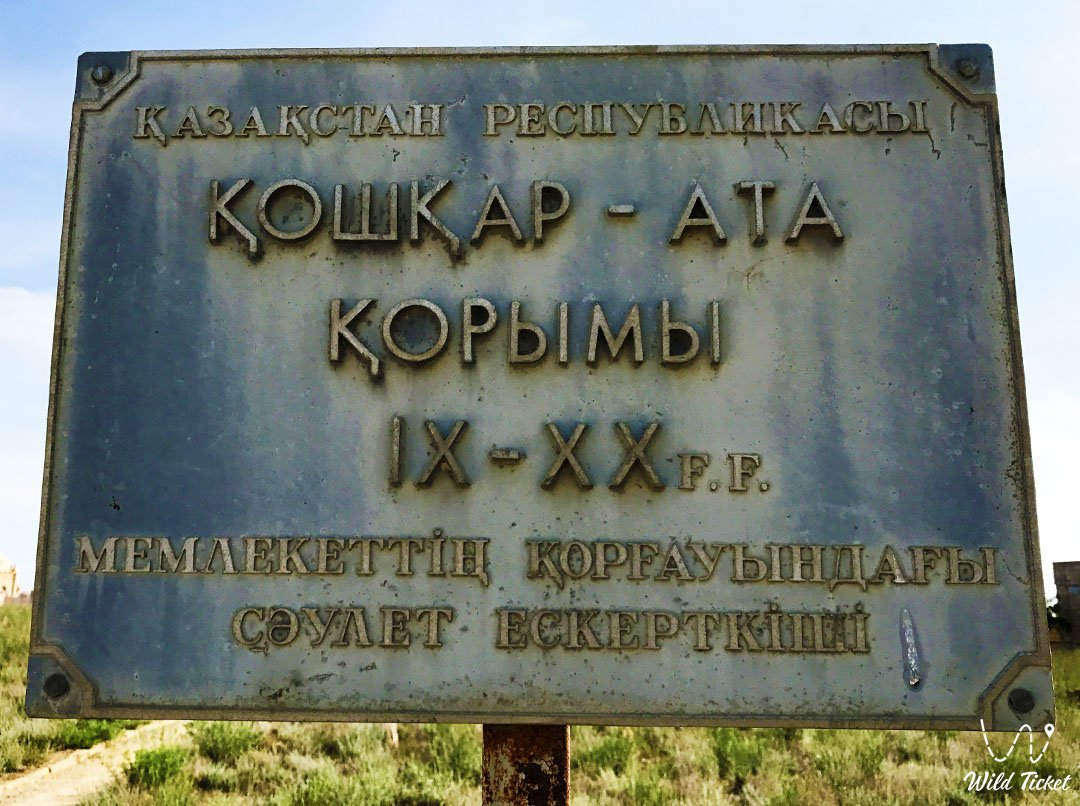 ҚАЗАҚСТАН РЕСПУБЛИКАСЫ
ҚОШҚАР - АТА
ҚОРЫМЫ
IX - XX Ғ.Ғ.
МЕМЛЕКЕТТІҢ ҚОРҒАУЫНДАҒЫ
СӘУЛЕТ ЕСКЕРТКІШІ
Wild Ticket